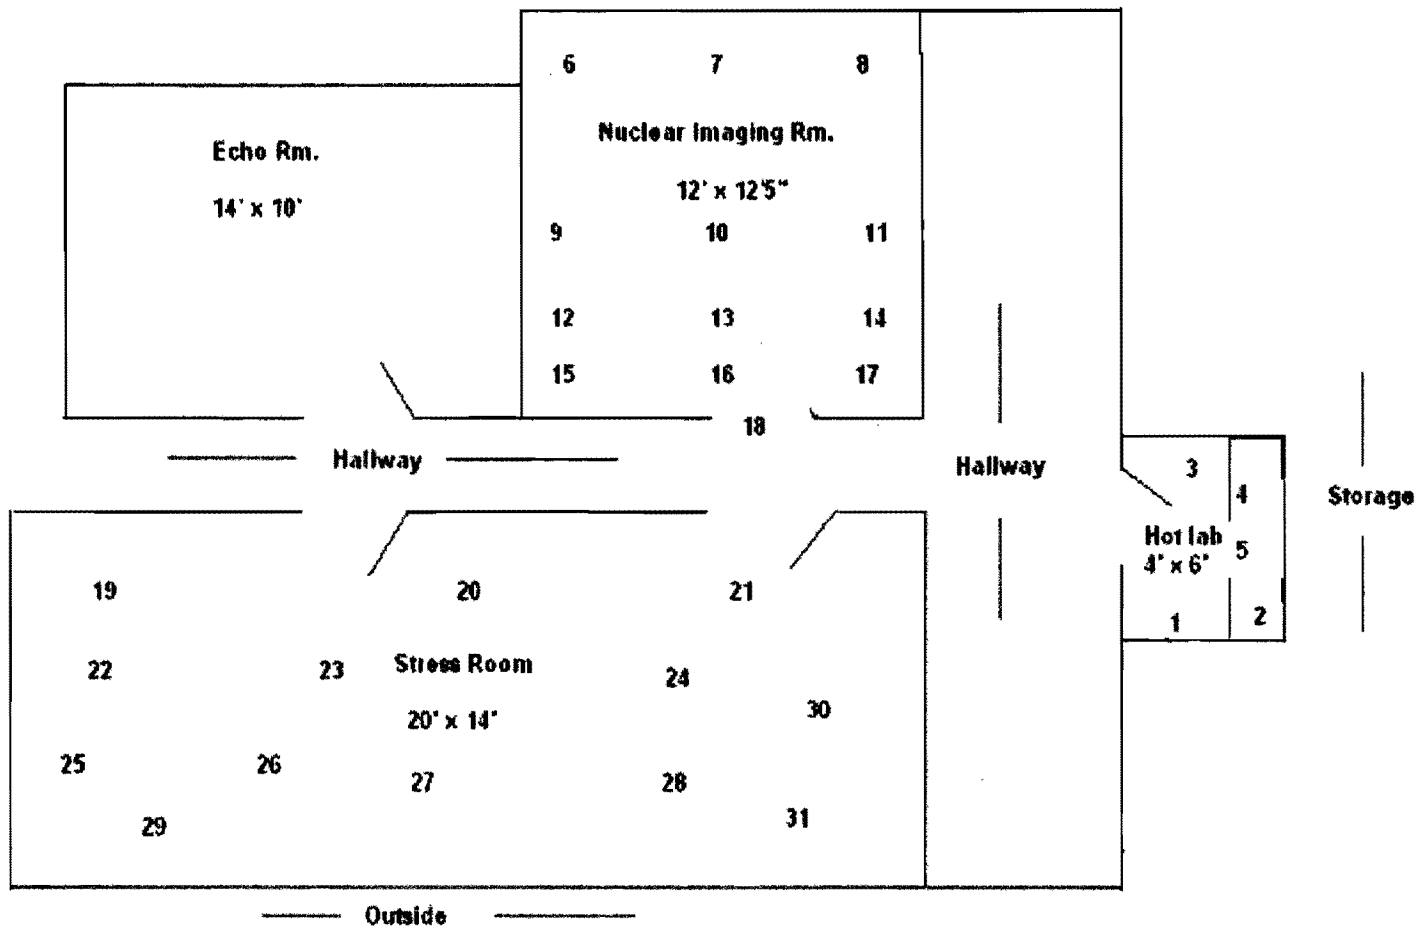 6 7 8
Nuclear Imaging Rm.
12' x 12'5"
Echo Rm.
14' x 10'
9 10 11
12 13 14
15 16 17
18
Hallway
Hallway
3
4
Storage
Hot lab
4' x 6'
5
1 2
19 20 21
22 23 Stress Room 24
20' x 14'
30
25 26 27 28
29 31
Outside